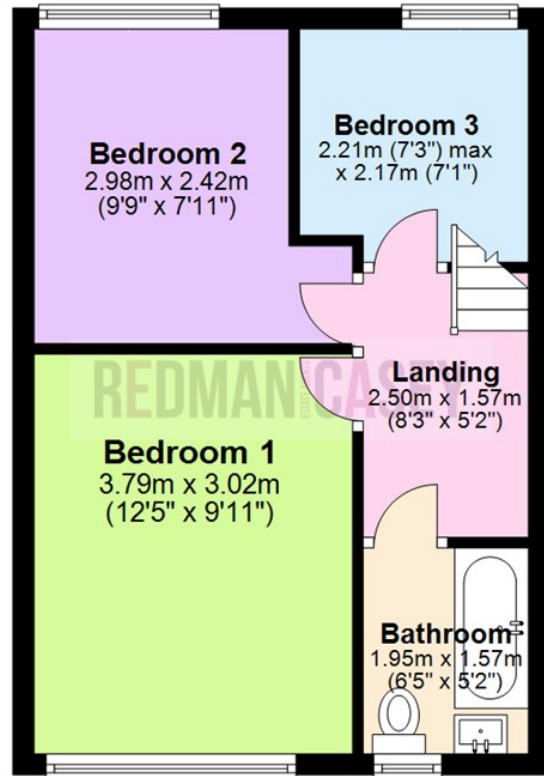 Bedroom 2
2.98m x 2.42m
(9'9" x 7'11")
Bedroom 3
2.21m (7'3") max
x 2.17m (7'1")
Landing
2.50m x 1.57m
(8'3" x 5'2")
REDMAN CASEY
Bedroom 1
3.79m x 3.02m
(12'5" x 9'11")
Bathroom
1.95m x 1.57m
(6'5" x 5'2")